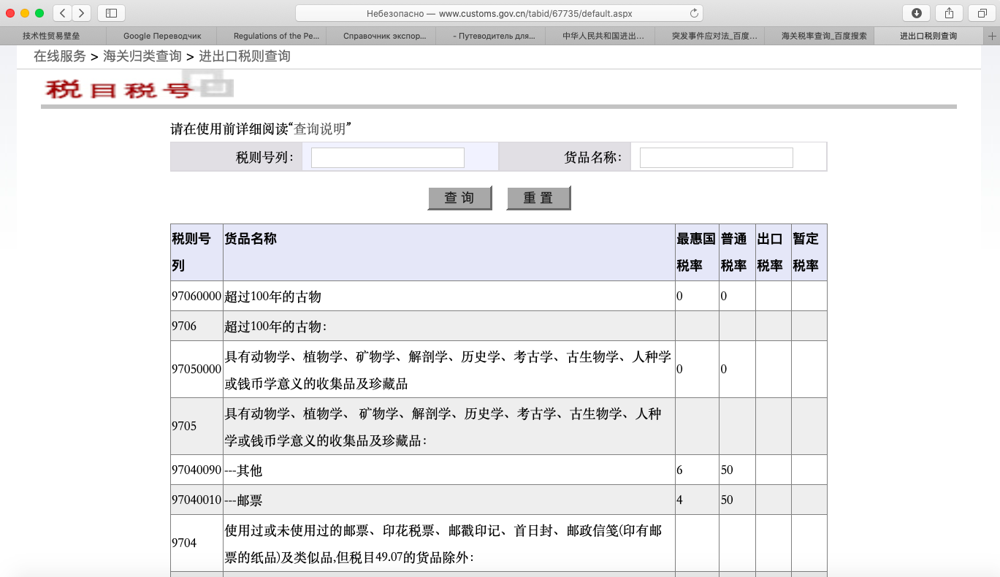 Небезопасно — www.customs.gov.cn/tabid/67735/default.aspx
技术性贸易壁垒
Google Переводчик
Regulations of the Pe...
Справочник экспор...
- Путеводитель для...
中华人民共和国进出...
突发事件应对法_百度...
海关税率查询_百度搜索
进出口税则查询
在线服务 > 海关归类查询 > 进出口税则查询
税目税号
请在使用前详细阅读“查询说明”
税则号列： 货品名称：
查 询 重 置
税则号列 货品名称 最惠国税率 普通税率 出口税率 暂定税率
97060000 超过100年的古物 0 0
9706 超过100年的古物：
97050000 具有动物学、植物学、矿物学、解剖学、历史学、考古学、古生物学、人种学
或钱币学意义的收集品及珍藏品 0 0
9705 具有动物学、植物学、 矿物学、解剖学、历史学、考古学、古生物学、人种
学或钱币学意义的收集品及珍藏品：
97040090 ---其他 6 50
97040010 ---邮票 4 50
9704 使用过或未使用过的邮票、印花税票、邮戳印记、首日封、邮政信笺(印有邮
票的纸品)及类似品,但税目49.07的货品除外：